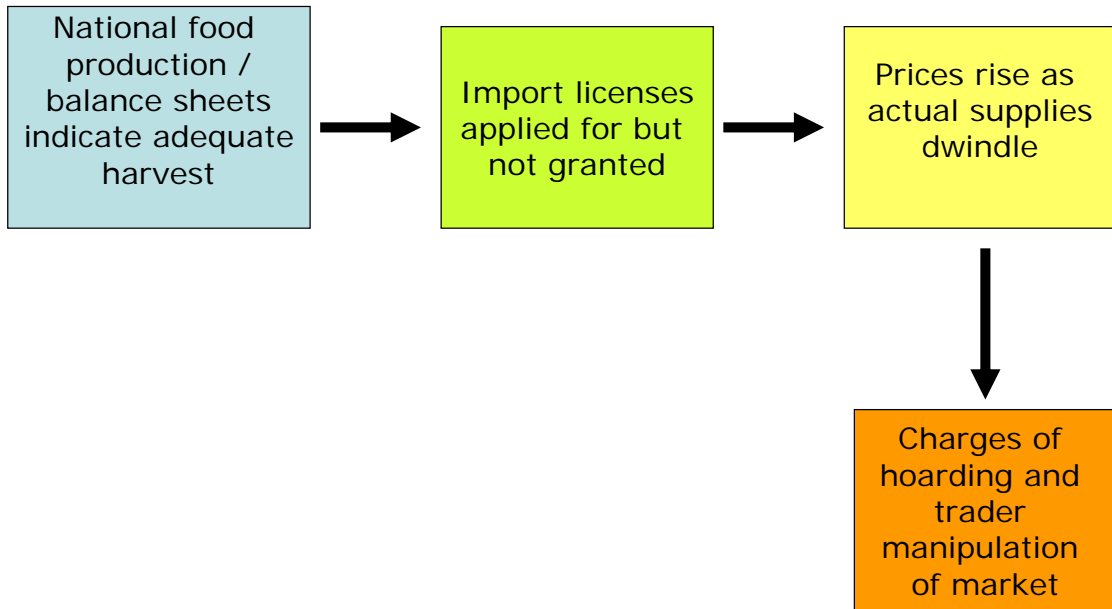 National food
production /
balance sheets
indicate adequate
harvest
Import licenses
applied for but
not granted
Prices rise as
actual supplies
dwindle
Charges of
hoarding and
trader
manipulation
of market